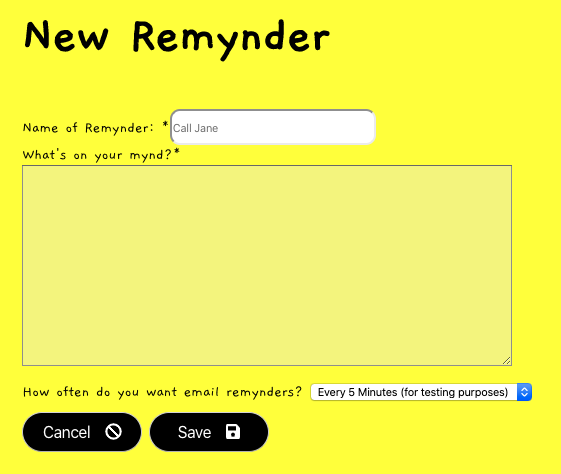 New Remynder
Name of Remynder: * Call Jane
What's on your mynd?*
How often do you want email remynders? Every 5 Minutes (for testing purposes)
Cancel Save